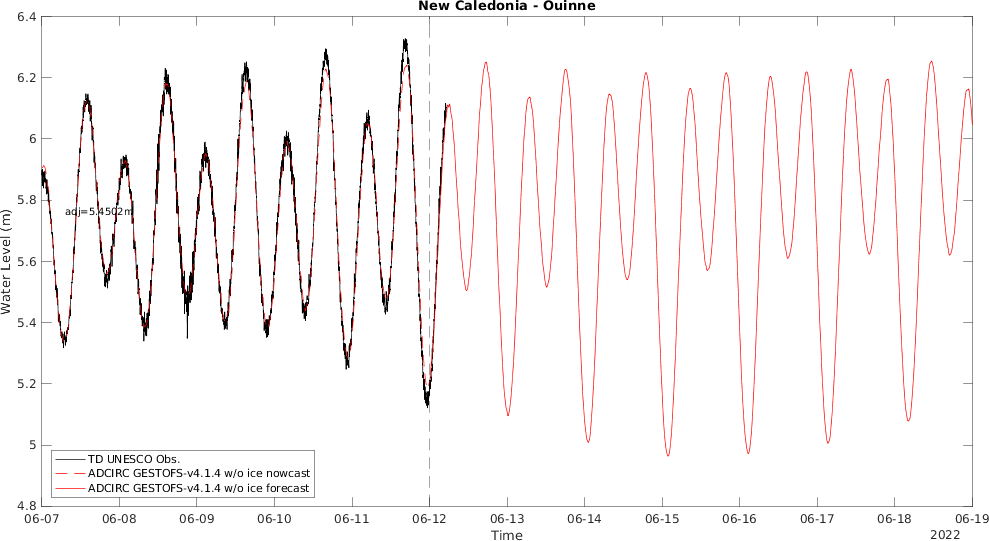 New Caledonia - Ouinne
6.4
6.2
6
5.8
5.6
5.4
5.2
5
4.8
Water Level (m)
adj=5.4502m
TD UNESCO Obs.
ADCIRC GESTOFS-v4.1.4 w/o ice nowcast
ADCIRC GESTOFS-v4.1.4 w/o ice forecast
06-07 06-08 06-09 06-10 06-11 06-12 06-13 06-14 06-15 06-16 06-17 06-18 06-19
Time
2022